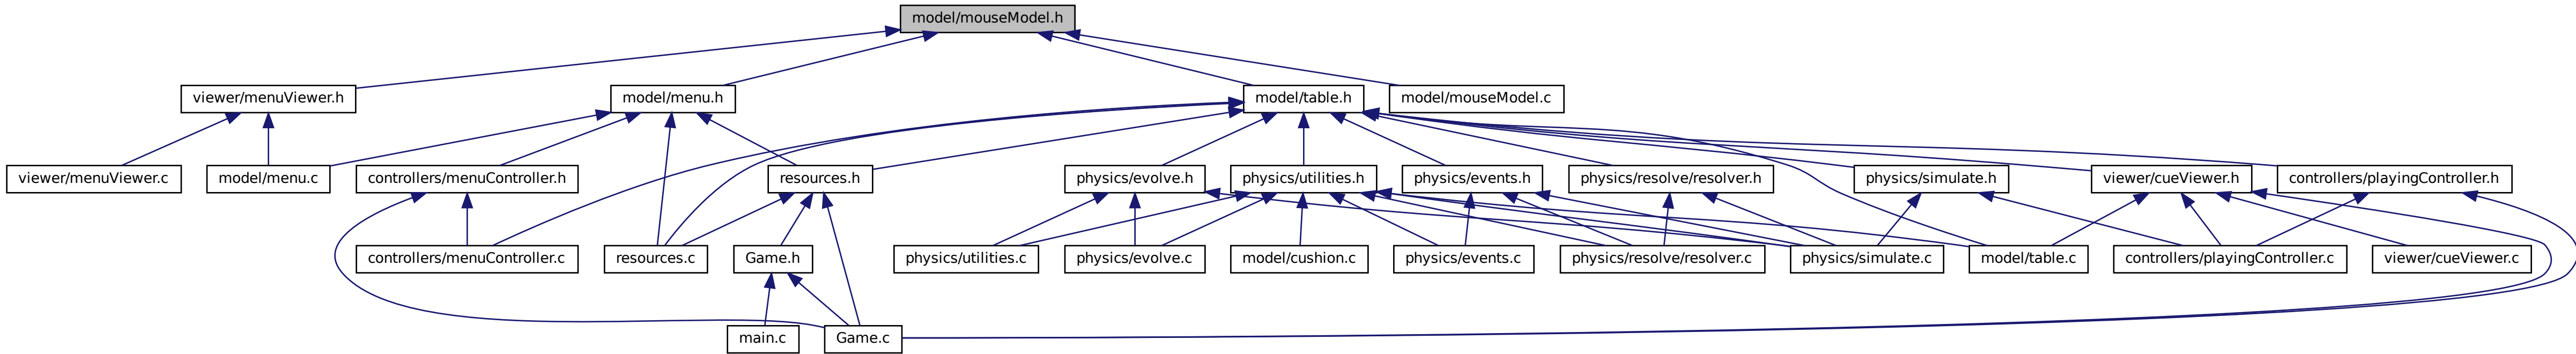 model/mouseModel.h
viewer/menuViewer.h
model/menu.h
model/table.h
model/mouseModel.c
viewer/menuViewer.c
model/menu.c
controllers/menuController.h
resources.h
physics/evolve.h
physics/utilities.h
physics/events.h
physics/resolve/resolver.h
physics/simulate.h
viewer/cueViewer.h
controllers/playingController.h
controllers/menuController.c
resources.c
Game.h
physics/utilities.c
physics/evolve.c
model/cushion.c
physics/events.c
physics/resolve/resolver.c
physics/simulate.c
model/table.c
controllers/playingController.c
viewer/cueViewer.c
main.c
Game.c